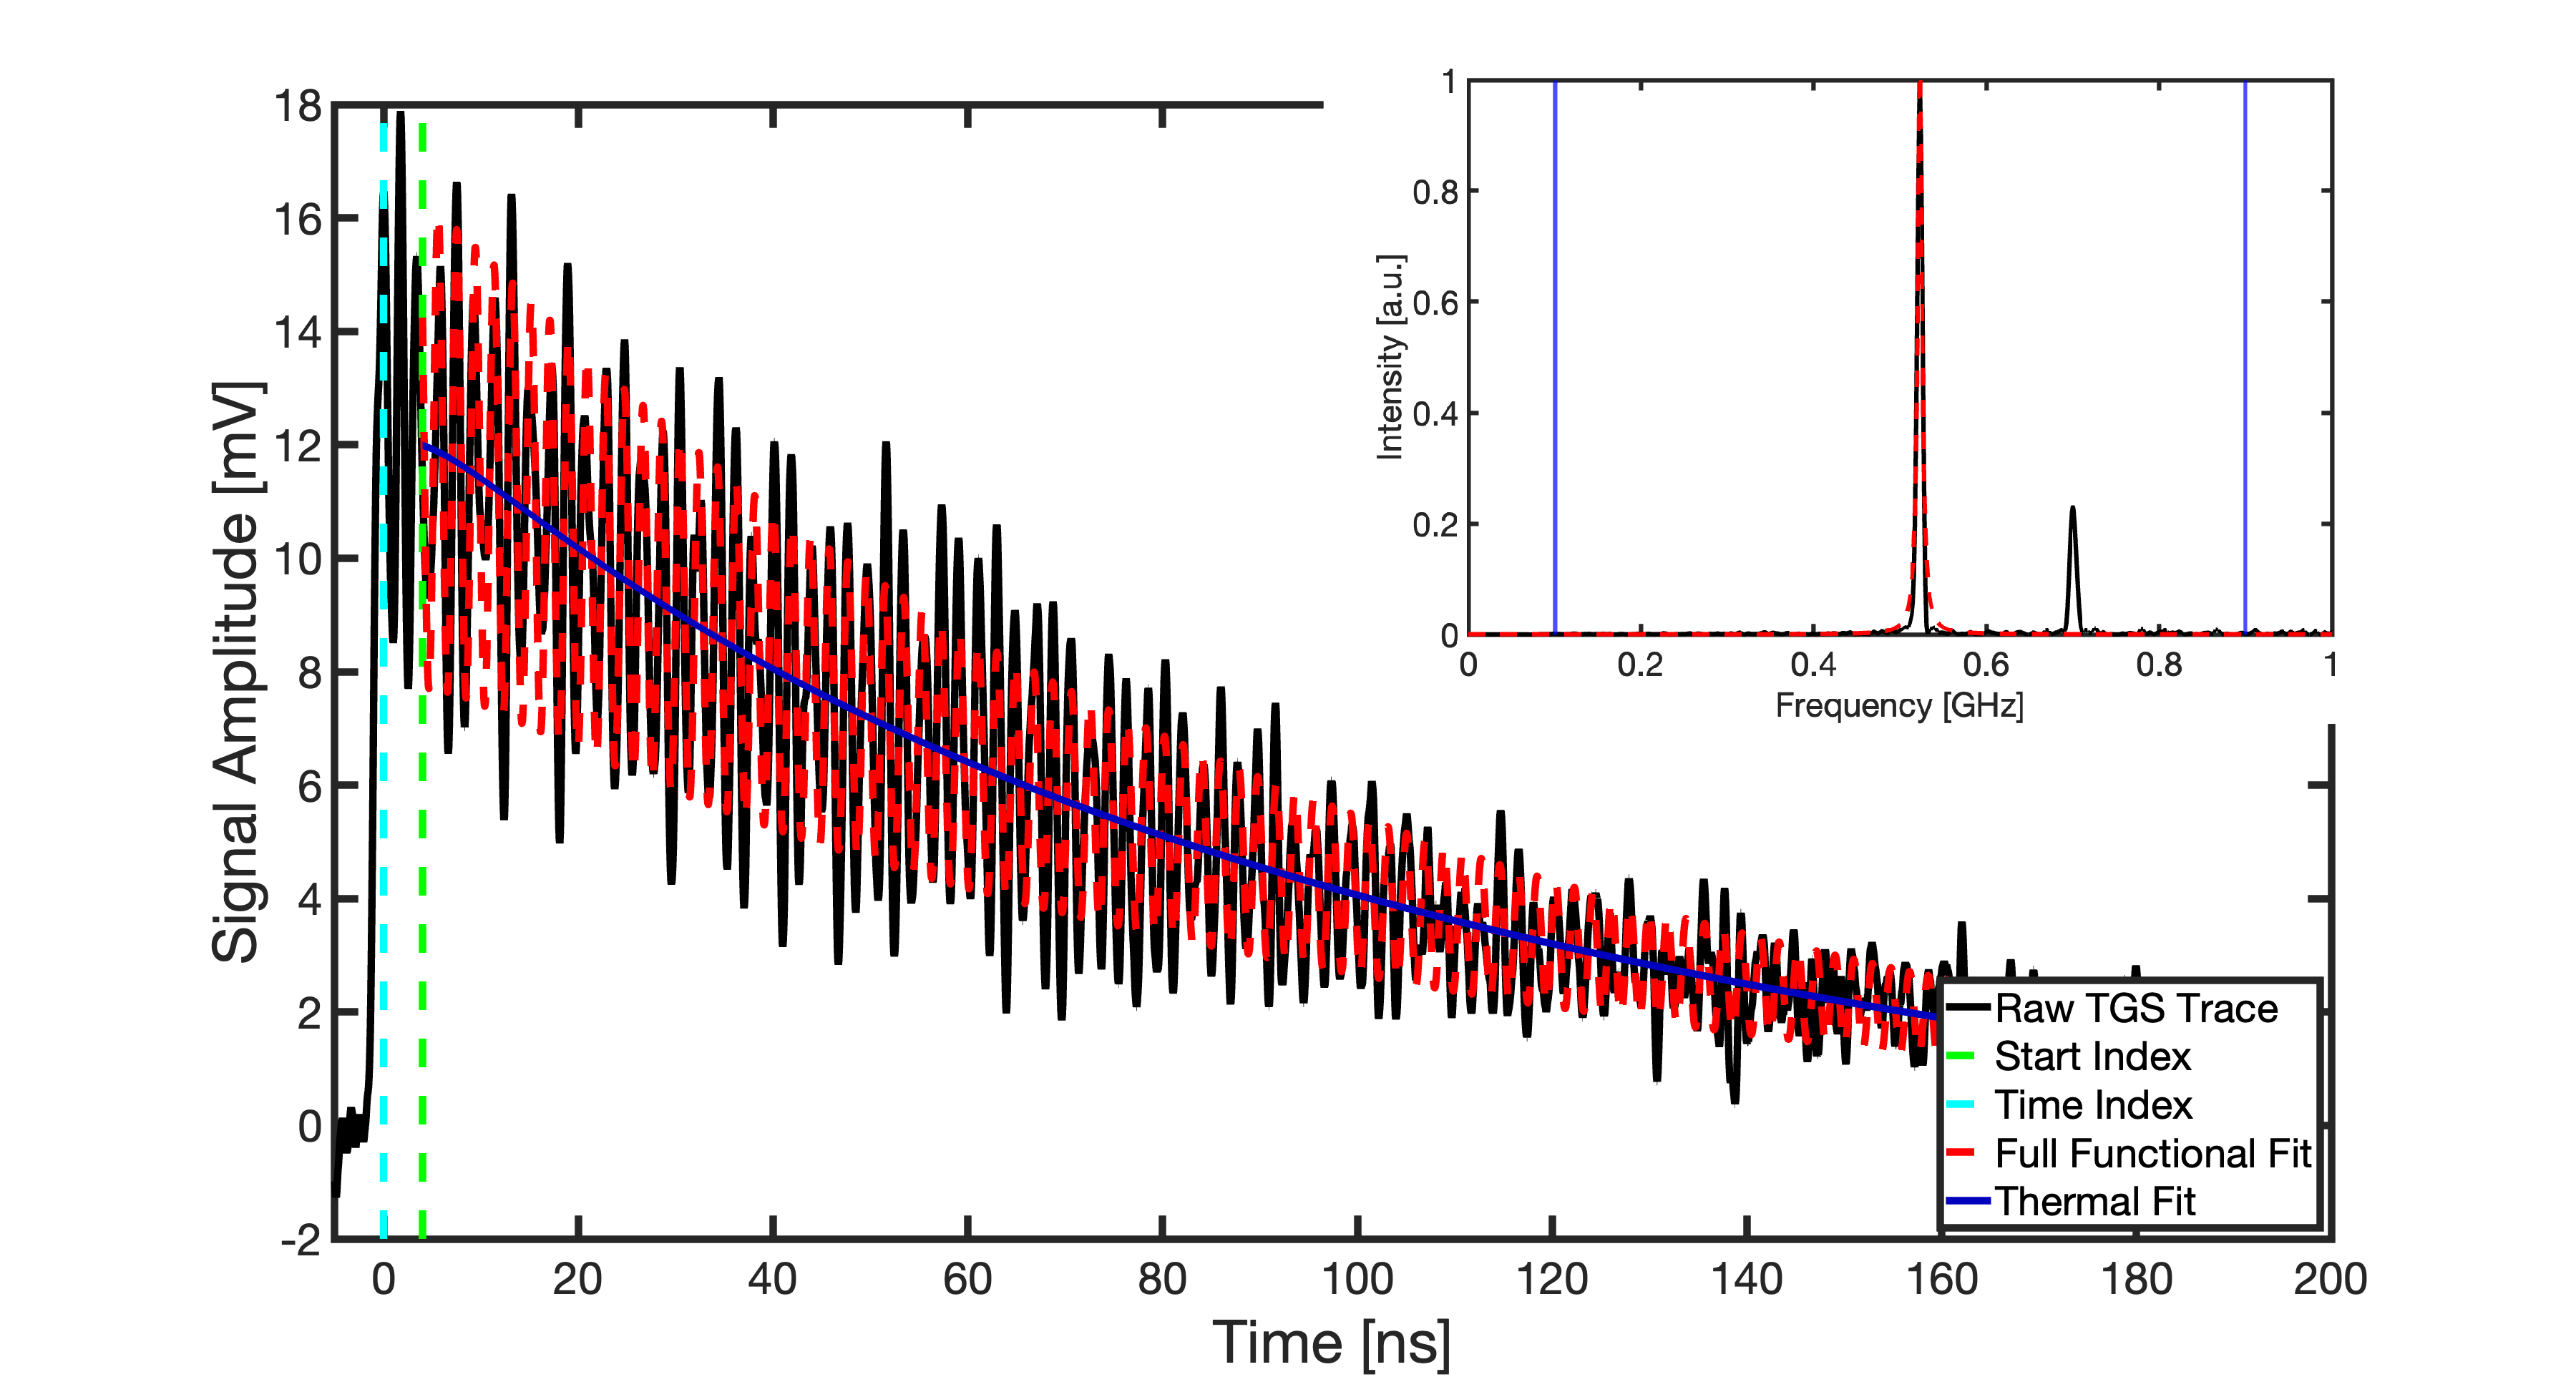 18
16
14
12
10
8
6
4
2
0
-2
Signal Amplitude [mV]
0 20 40 60 80 100 120 140 160 180 200
Time [ns]
1
0.8
0.6
0.4
0.2
0
Intensity [a.u.]
0 0.2 0.4 0.6 0.8 1
Frequency [GHz]
Raw TGS Trace
Start Index
Time Index
Full Functional Fit
Thermal Fit